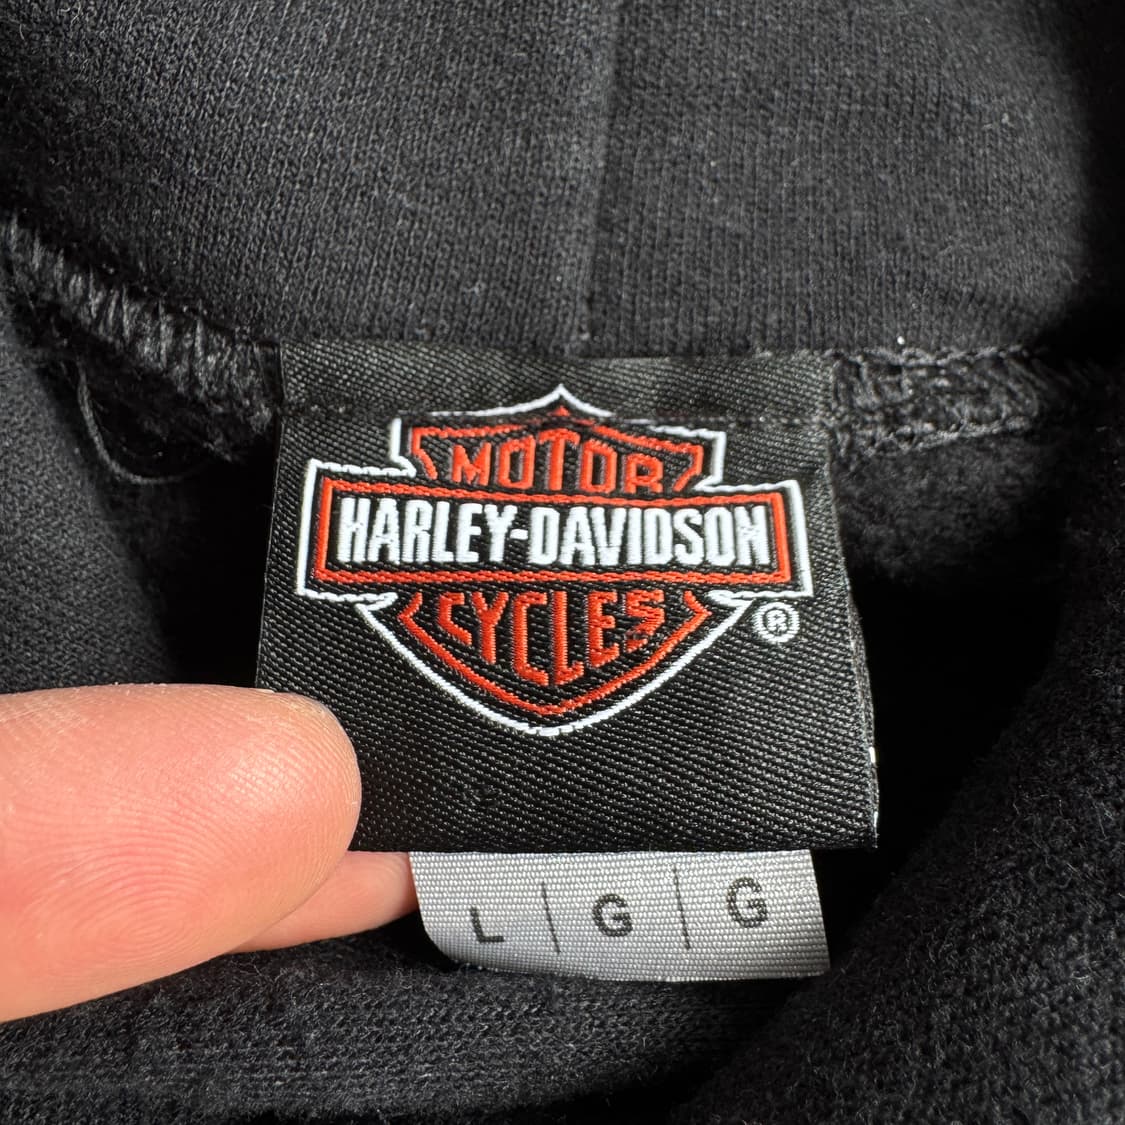 MOTOR
HARLEY-DAVIDSON
CYCLES
®
L | G | G